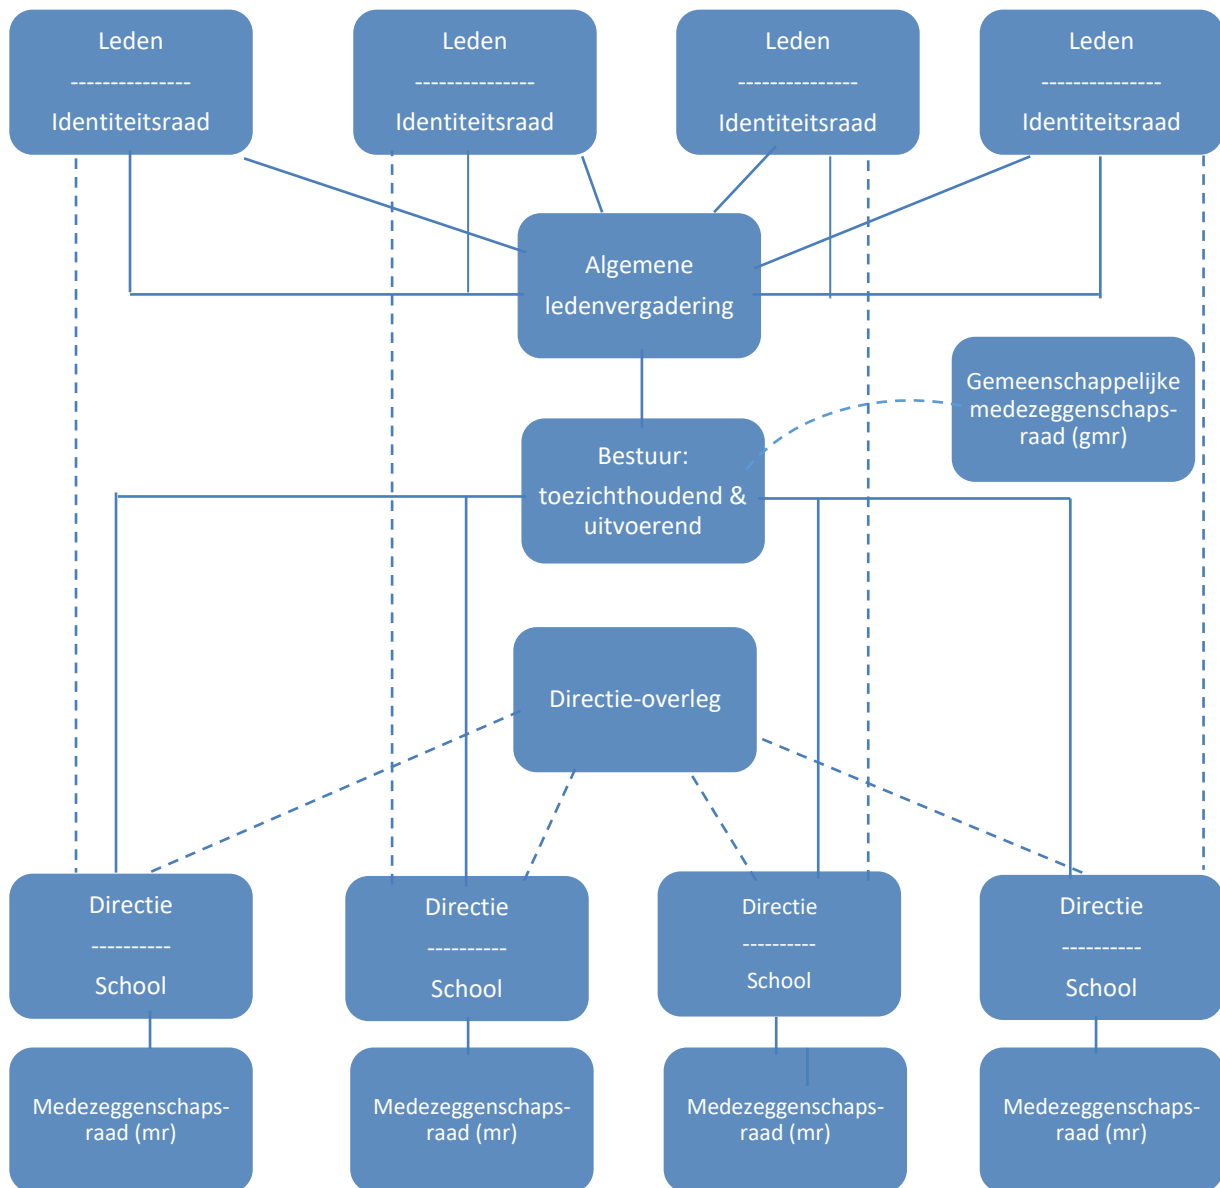 Leden
---------------
Identiteitsraad
Leden
---------------
Identiteitsraad
Leden
---------------
Identiteitsraad
Leden
---------------
Identiteitsraad
Algemene
ledenvergadering
Gemeenschappelijke
medezeggenschaps-
raad (gmr)
Bestuur:
toezichthoudend &
uitvoerend
Directie-overleg
Directie
----------
School
Directie
----------
School
Directie
----------
School
Directie
----------
School
Medezeggenschaps-
raad (mr)
Medezeggenschaps-
raad (mr)
Medezeggenschaps-
raad (mr)
Medezeggenschaps-
raad (mr)